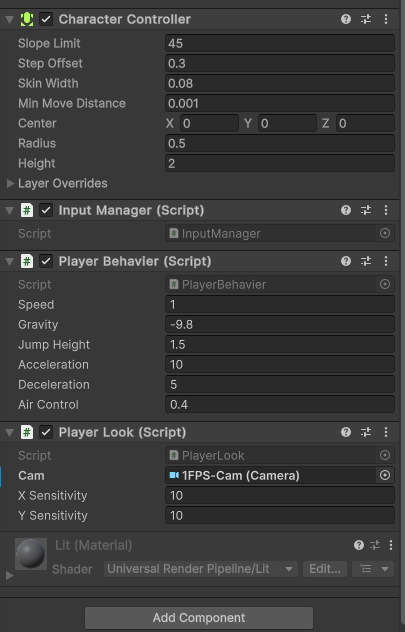 Character Controller
Slope Limit 45
Step Offset 0.3
Skin Width 0.08
Min Move Distance 0.001
Center X 0 Y 0 Z 0
Radius 0.5
Height 2
Layer Overrides
Input Manager (Script)
Script InputManager
Player Behavier (Script)
Script PlayerBehavier
Speed 1
Gravity -9.8
Jump Height 1.5
Acceleration 10
Deceleration 5
Air Control 0.4
Player Look (Script)
Script PlayerLook
Cam 1FPS-Cam (Camera)
X Sensitivity 10
Y Sensitivity 10
Lit (Material)
Shader Universal Render Pipeline/Lit Edit...
Add Component